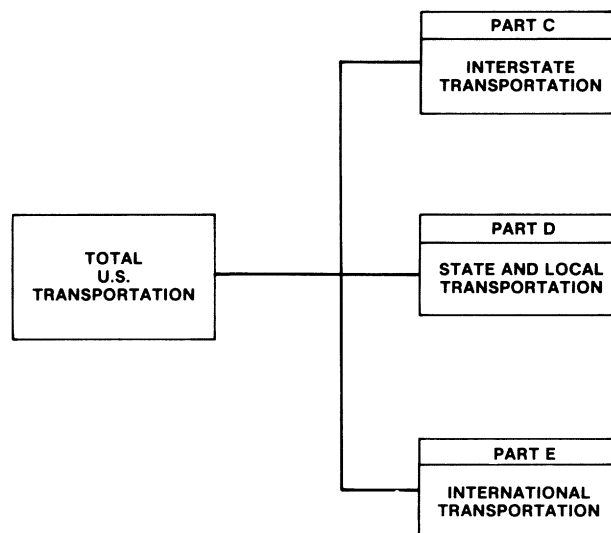 PART C
INTERSTATE
TRANSPORTATION
TOTAL
U.S.
TRANSPORTATION
PART D
STATE AND LOCAL
TRANSPORTATION
PART E
INTERNATIONAL
TRANSPORTATION